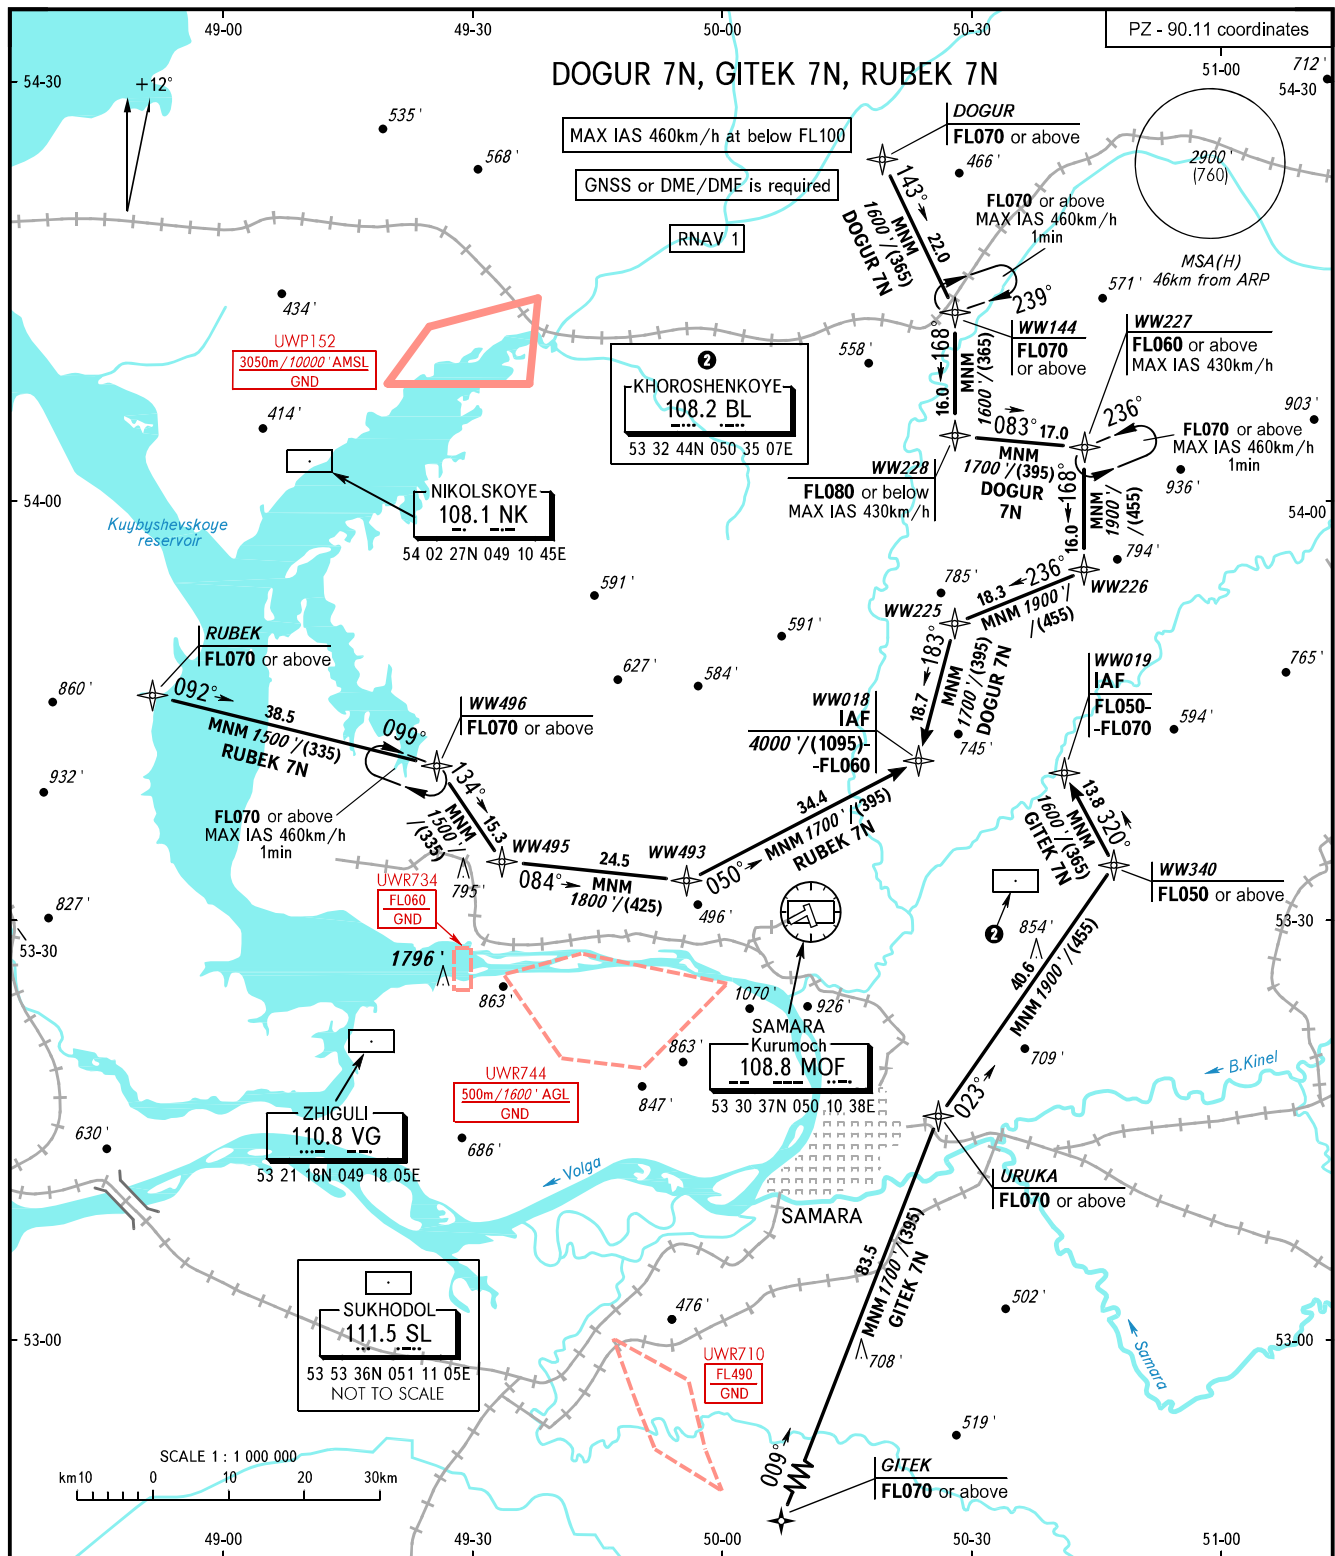 49-00
49-30
50-00
50-30
PZ - 90.11 coordinates
51-00
54-30
54-30
712 '
+12°
DOGUR 7N, GITEK 7N, RUBEK 7N
MAX IAS 460km/h at below FL100
GNSS or DME/DME is required
RNAV 1
535 '
568 '
DOGUR
FL070 or above
466 '
2900 '
(760)
MSA(H)
46km from ARP
143°
22.0
MNM
1600 '/(365)
DOGUR 7N
FL070 or above
MAX IAS 460km/h
1min
239°
571 '
434 '
UWP152
3050m/10000 ' AMSL
GND
WW144
FL070
or above
WW227
FL060 or above
MAX IAS 430km/h
558 '
168°
16.0
MNM
1600 '/(365)
2
KHOROSHENKOYE
108.2 BL
53 32 44N 050 35 07E
414 '
903 '
083°
17.0
MNM
1700 '/(395)
DOGUR
7N
236°
FL070 or above
MAX IAS 460km/h
1min
936 '
WW228
FL080 or below
MAX IAS 430km/h
NIKOLSKOYE
108.1 NK
54 02 27N 049 10 45E
54-00
54-00
Kuybyshevskoye
reservoir
168°
16.0
MNM
1900 '/
/(455)
794 '
WW226
591 '
785 '
WW225
236°
18.3
MNM 1900 '/
/(455)
591 '
RUBEK
FL070 or above
627 '
584 '
183°
18.7
MNM
1700 '/(395)
DOGUR 7N
WW019
IAF
FL050-
-FL070
765 '
860 '
092°
38.5
MNM 1500 '/(335)
RUBEK 7N
099°
WW496
FL070 or above
WW018
IAF
4000 '/(1095)-
-FL060
745 '
594 '
932 '
FL070 or above
MAX IAS 460km/h
1min
134°
15.3
MNM
1500 '/
/(335)
795 '
WW495
084°
24.5
MNM
1800 '/(425)
WW493
050°
34.4
MNM 1700 '/(395)
RUBEK 7N
13.8
320°
MNM
1600 '/(365)
GITEK 7N
WW340
FL050 or above
UWR734
FL060
GND
496 '
827 '
53-30
53-30
2
854 '
40.6
MNM 1900 '/(455)
1796 '
863 '
1070 '
926 '
SAMARA
Kurumoch
108.8 MOF
53 30 37N 050 10 38E
863 '
847 '
709 '
B.Kinel
UWR744
500m/1600 ' AGL
GND
023°
ZHIGULI
110.8 VG
53 21 18N 049 18 05E
630 '
686 '
Volga
SAMARA
URUKA
FL070 or above
83.5
MNM 1700 '/(395)
GITEK 7N
SUKHODOL
111.5 SL
53 53 36N 051 11 05E
NOT TO SCALE
476 '
502 '
53-00
53-00
UWR710
FL490
GND
708 '
Samara
519 '
SCALE 1 : 1 000 000
km10 0 10 20 30km
009°
GITEK
FL070 or above
49-00
49-30
50-00
50-30
51-00